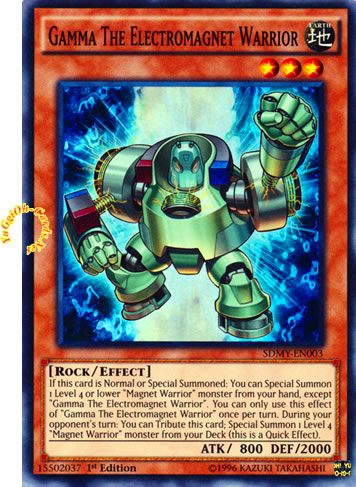 GAMMA THE ELECTROMAGNET WARRIOR
EARTH
地
SDMY-EN003
[ROCK/EFFECT]
If this card is Normal or Special Summoned: You can Special Summon
1 Level 4 or lower "Magnet Warrior" monster from your hand, except
"Gamma The Electromagnet Warrior". You can only use this effect
of "Gamma The Electromagnet Warrior" once per turn. During your
opponent's turn: You can Tribute this card; Special Summon 1 Level 4
"Magnet Warrior" monster from your Deck (this is a Quick Effect).
ATK/ 800 DEF/2000
15502037 1st Edition ©1996 KAZUKI TAKAHASHI